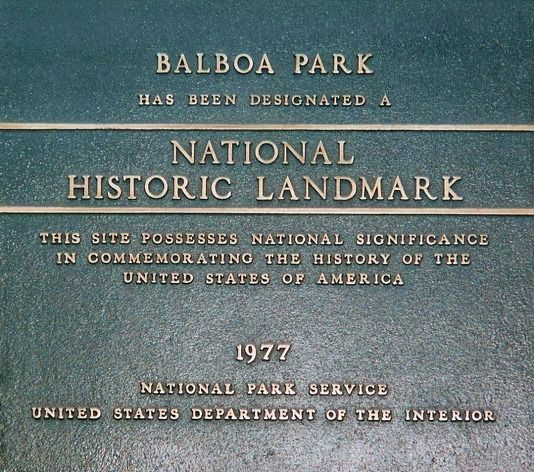 BALBOA PARK
HAS BEEN DESIGNATED A
NATIONAL
HISTORIC LANDMARK
THIS SITE POSSESSES NATIONAL SIGNIFICANCE
IN COMMEMORATING THE HISTORY OF THE
UNITED STATES OF AMERICA
1977
NATIONAL PARK SERVICE
UNITED STATES DEPARTMENT OF THE INTERIOR